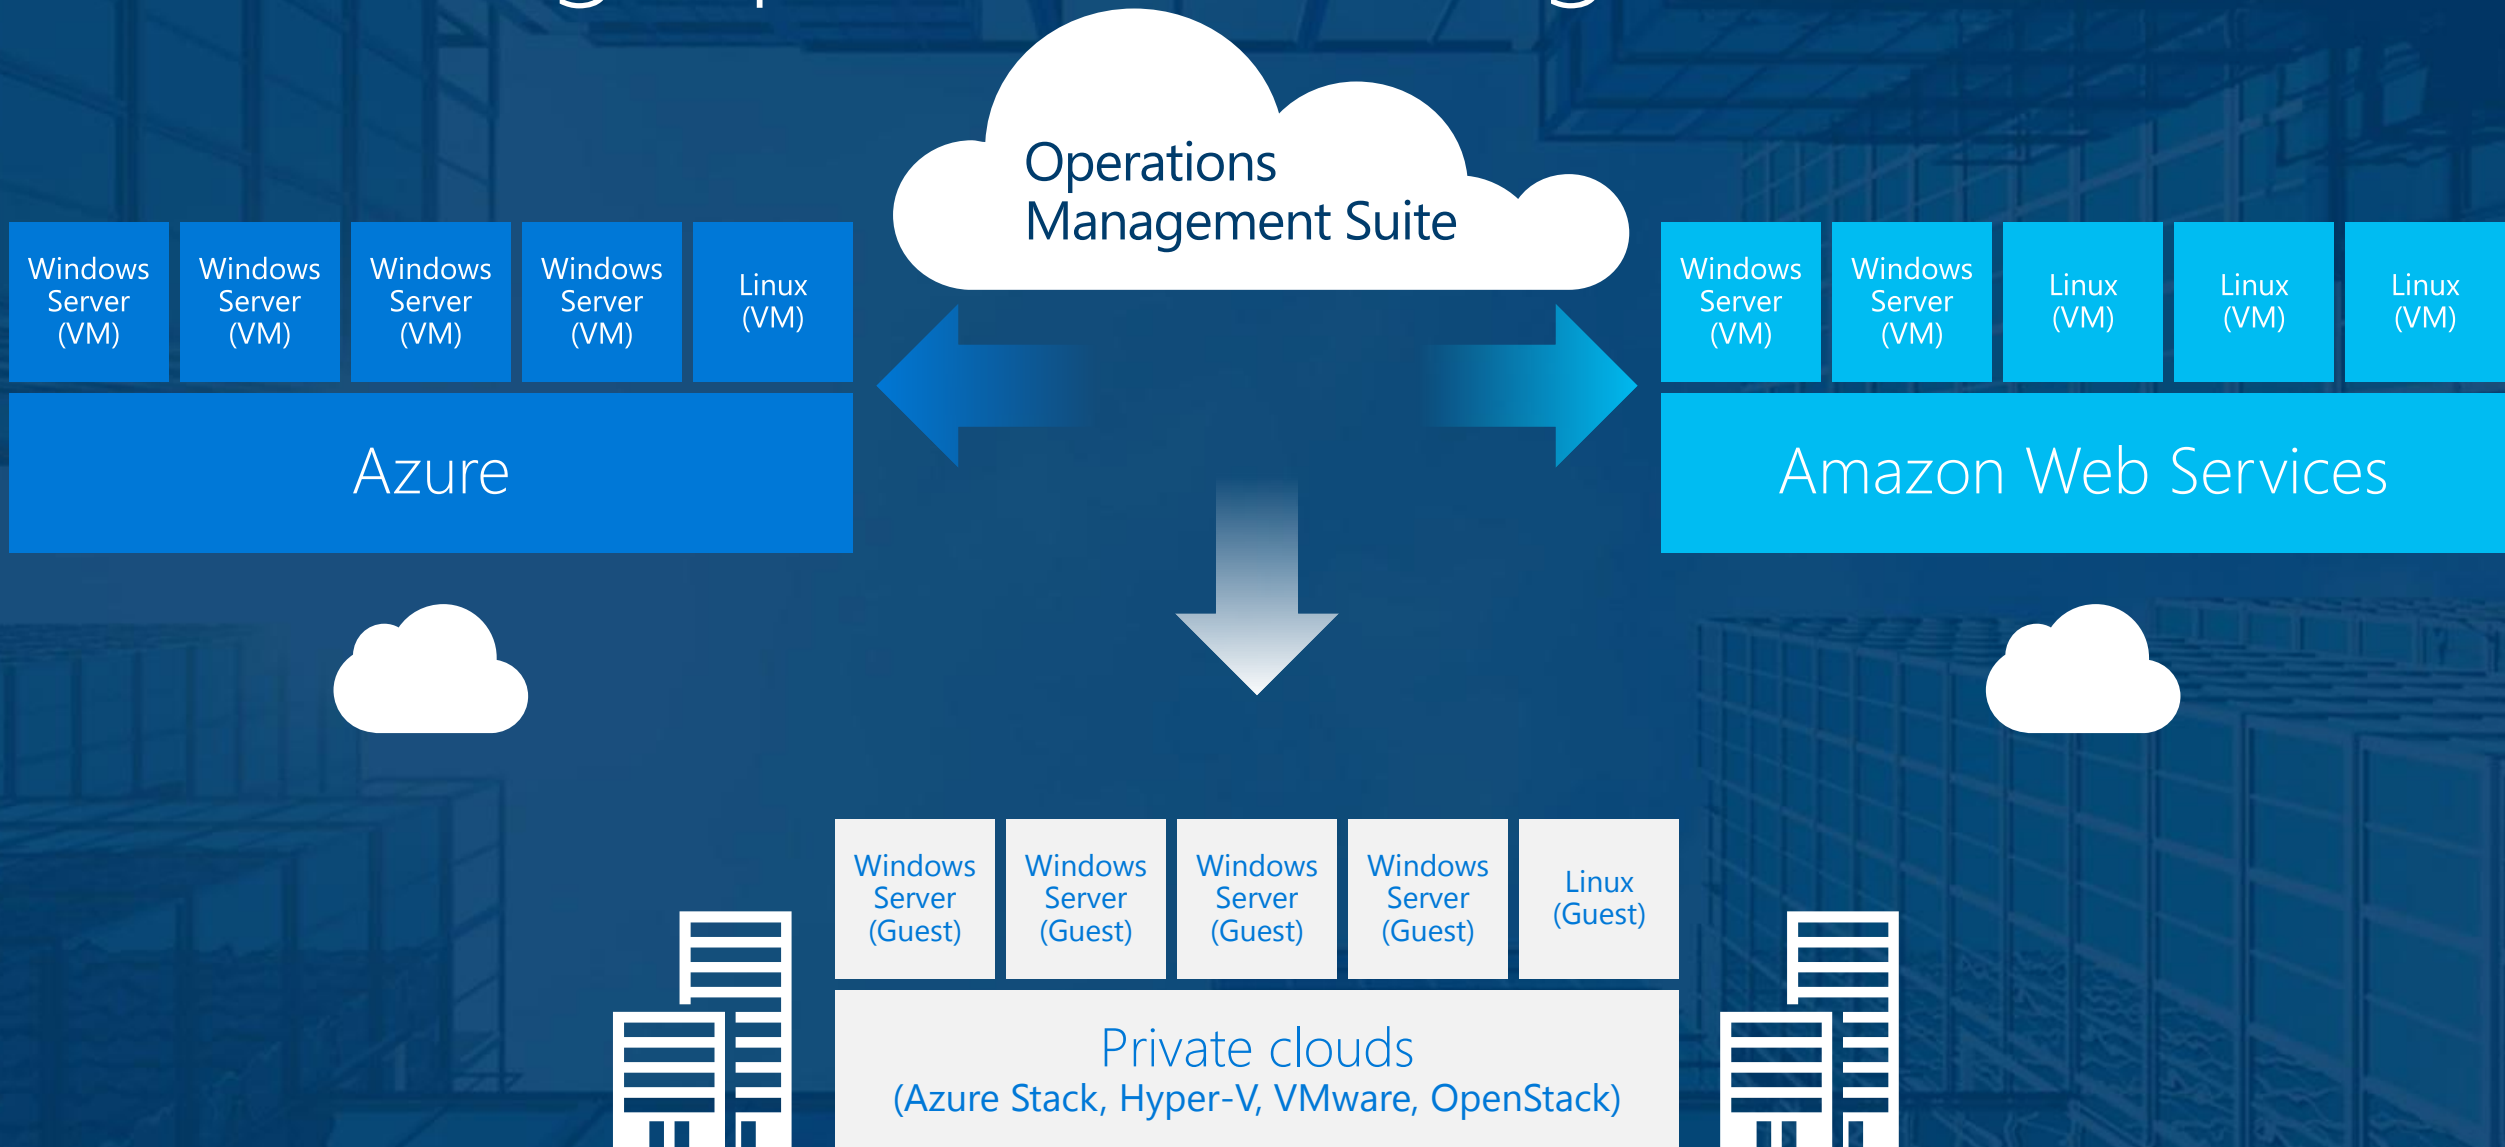 Operations
Management Suite
Windows
Server
(VM)
Windows
Server
(VM)
Windows
Server
(VM)
Windows
Server
(VM)
Linux
(VM)
Azure
Windows
Server
(VM)
Windows
Server
(VM)
Linux
(VM)
Linux
(VM)
Linux
(VM)
Amazon Web Services
Windows
Server
(Guest)
Windows
Server
(Guest)
Windows
Server
(Guest)
Windows
Server
(Guest)
Linux
(Guest)
Private clouds
(Azure Stack, Hyper-V, VMware, OpenStack)